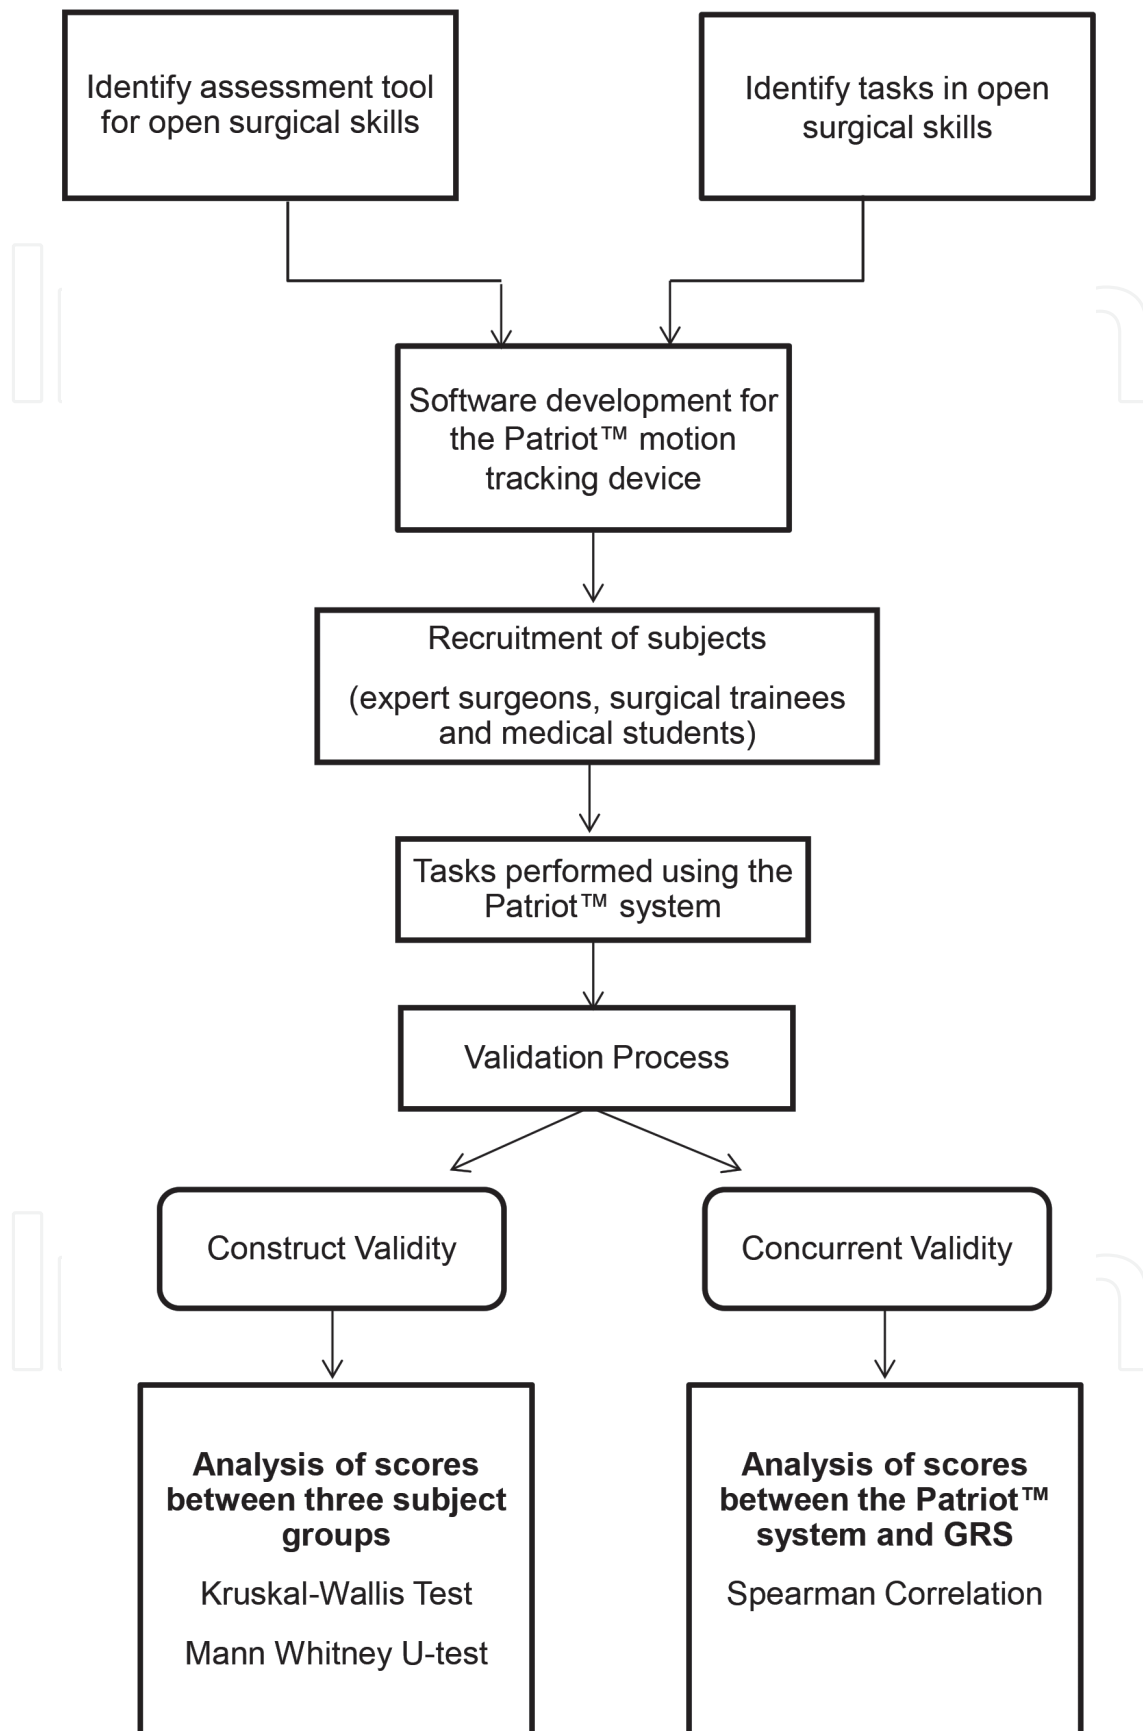 Identify assessment tool
for open surgical skills
Identify tasks in open
surgical skills
Software development for
the Patriot™ motion
tracking device
Recruitment of subjects
(expert surgeons, surgical trainees
and medical students)
Tasks performed using the
Patriot™ system
Validation Process
Construct Validity
Concurrent Validity
Analysis of scores
between three subject
groups
Kruskal-Wallis Test
Mann Whitney U-test
Analysis of scores
between the Patriot™
system and GRS
Spearman Correlation